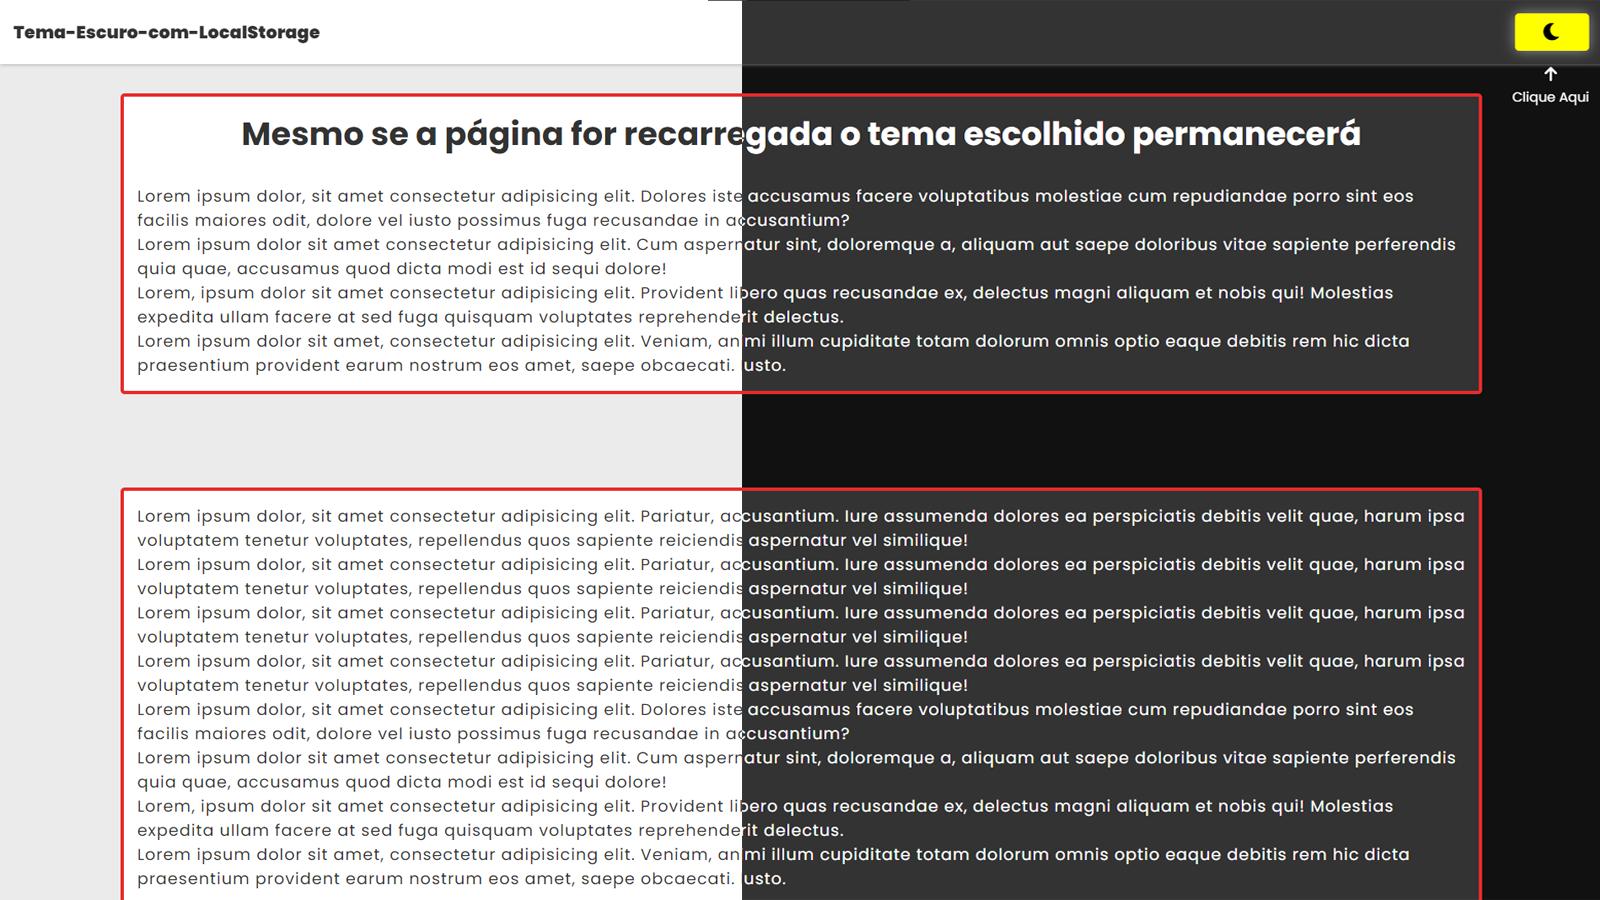 Tema-Escuro-com-LocalStorage
Clique Aqui
Mesmo se a página for recarregada o tema escolhido permanecerá
Lorem ipsum dolor, sit amet consectetur adipisicing elit. Dolores iste accusamus facere voluptatibus molestiae cum repudiandae porro sint eos
facilis maiores odit, dolore vel iusto possimus fuga recusandae in accusantium?
Lorem ipsum dolor sit amet consectetur adipisicing elit. Cum aspernatur sint, doloremque a, aliquam aut saepe doloribus vitae sapiente perferendis
quia quae, accusamus quod dicta modi est id sequi dolore!
Lorem, ipsum dolor sit amet consectetur adipisicing elit. Provident libero quas recusandae ex, delectus magni aliquam et nobis qui! Molestias
expedita ullam facere at sed fuga quisquam voluptates reprehenderit delectus.
Lorem ipsum dolor sit amet, consectetur adipisicing elit. Veniam, animi illum cupiditate totam dolorum omnis optio eaque debitis rem hic dicta
praesentium provident earum nostrum eos amet, saepe obcaecati. Iusto.
Lorem ipsum dolor, sit amet consectetur adipisicing elit. Pariatur, accusantium. Iure assumenda dolores ea perspiciatis debitis velit quae, harum ipsa
voluptatem tenetur voluptates, repellendus quos sapiente reiciendis aspernatur vel similique!
Lorem ipsum dolor, sit amet consectetur adipisicing elit. Pariatur, accusantium. Iure assumenda dolores ea perspiciatis debitis velit quae, harum ipsa
voluptatem tenetur voluptates, repellendus quos sapiente reiciendis aspernatur vel similique!
Lorem ipsum dolor, sit amet consectetur adipisicing elit. Pariatur, accusantium. Iure assumenda dolores ea perspiciatis debitis velit quae, harum ipsa
voluptatem tenetur voluptates, repellendus quos sapiente reiciendis aspernatur vel similique!
Lorem ipsum dolor, sit amet consectetur adipisicing elit. Pariatur, accusantium. Iure assumenda dolores ea perspiciatis debitis velit quae, harum ipsa
voluptatem tenetur voluptates, repellendus quos sapiente reiciendis aspernatur vel similique!
Lorem ipsum dolor, sit amet consectetur adipisicing elit. Dolores iste accusamus facere voluptatibus molestiae cum repudiandae porro sint eos
facilis maiores odit, dolore vel iusto possimus fuga recusandae in accusantium?
Lorem ipsum dolor sit amet consectetur adipisicing elit. Cum aspernatur sint, doloremque a, aliquam aut saepe doloribus vitae sapiente perferendis
quia quae, accusamus quod dicta modi est id sequi dolore!
Lorem, ipsum dolor sit amet consectetur adipisicing elit. Provident libero quas recusandae ex, delectus magni aliquam et nobis qui! Molestias
expedita ullam facere at sed fuga quisquam voluptates reprehenderit delectus.
Lorem ipsum dolor sit amet, consectetur adipisicing elit. Veniam, animi illum cupiditate totam dolorum omnis optio eaque debitis rem hic dicta
praesentium provident earum nostrum eos amet, saepe obcaecati. Iusto.